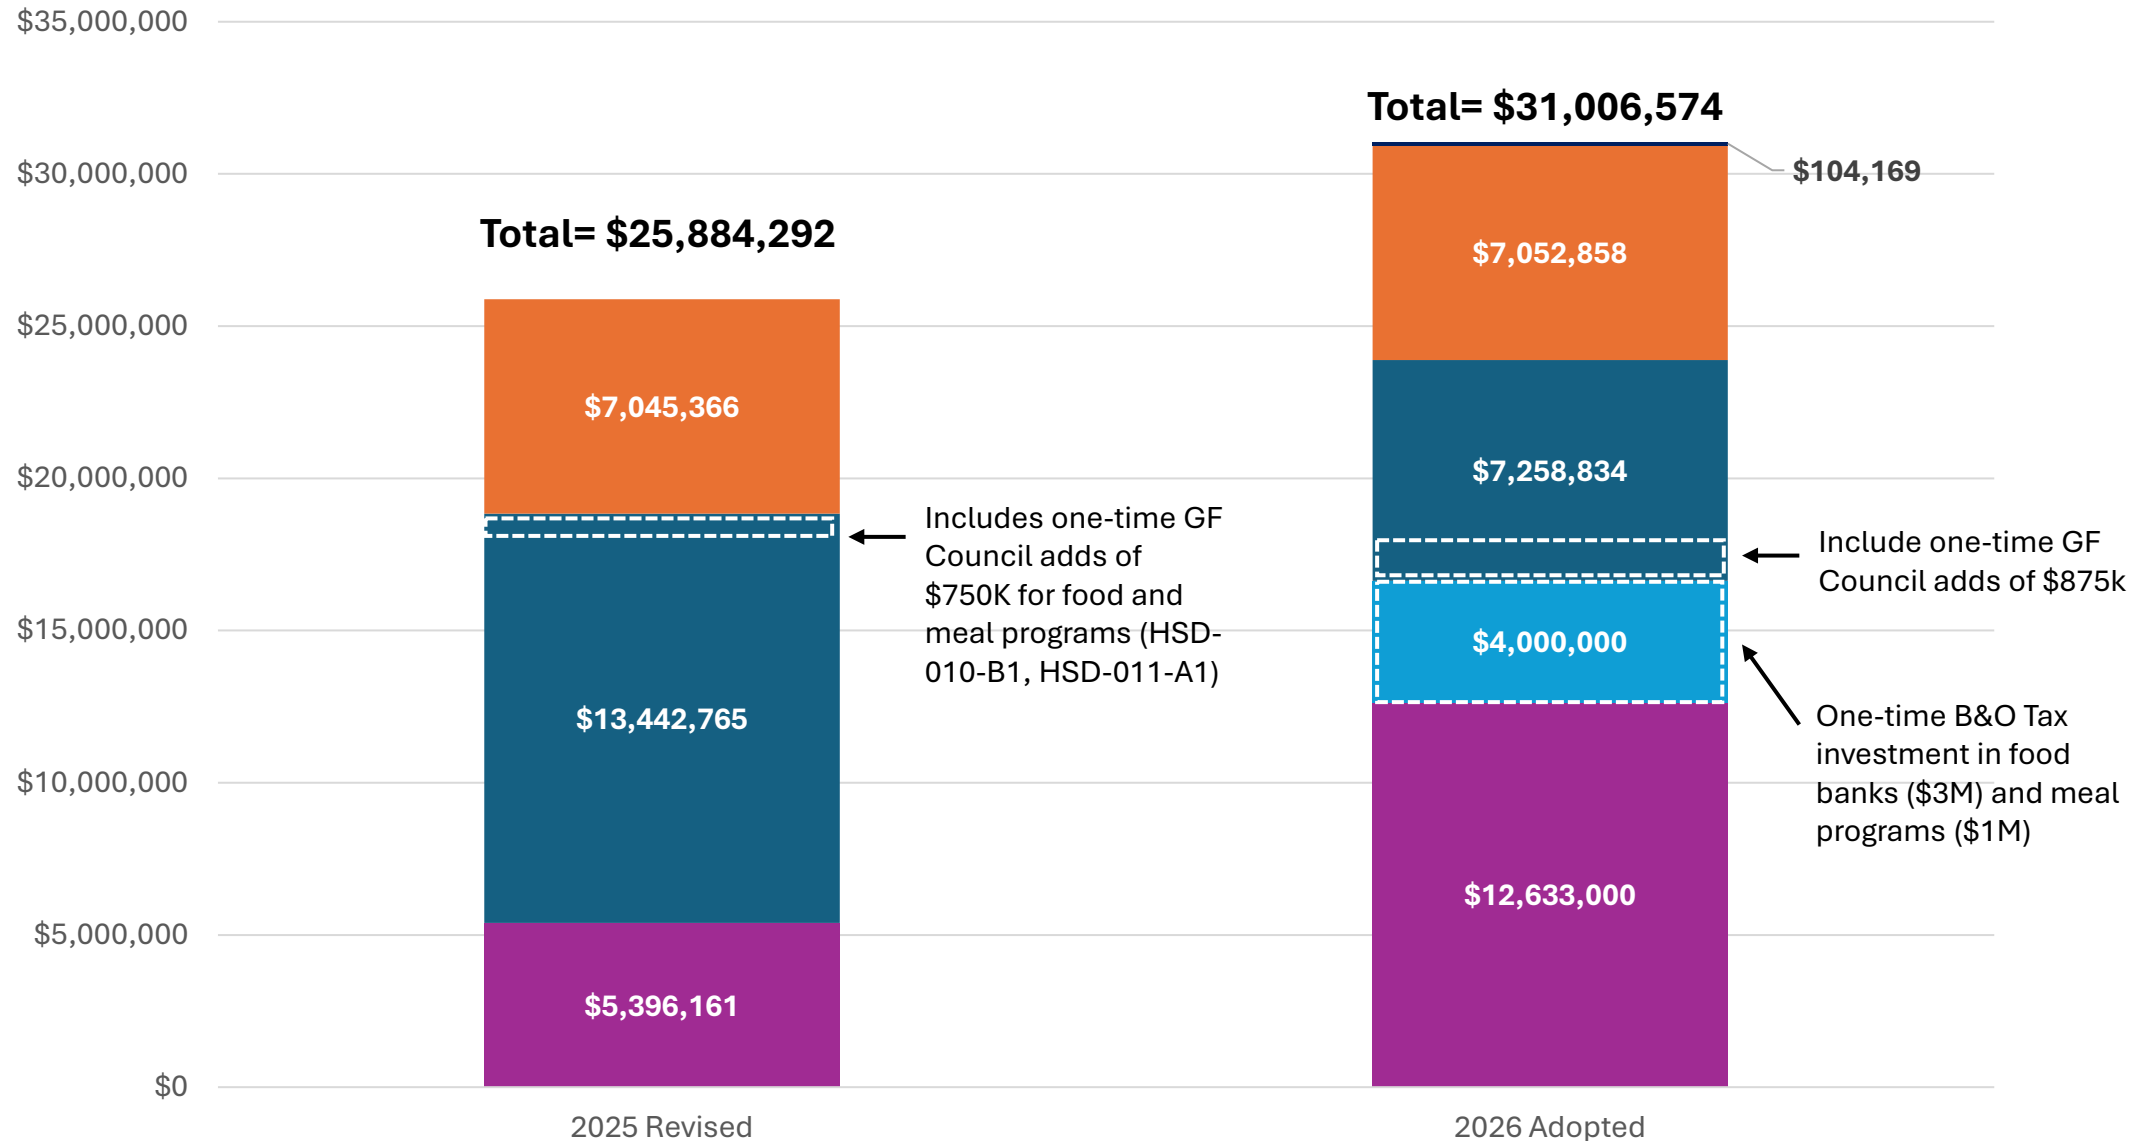 $35,000,000
$30,000,000
$25,000,000
$20,000,000
$15,000,000
$10,000,000
$5,000,000
$0
Total= $25,884,292
$7,045,366
$13,442,765
$5,396,161
Includes one-time GF
Council adds of
$750K for food and
meal programs (HSD-
010-B1, HSD-011-A1)
Total= $31,006,574
$104,169
$7,052,858
$7,258,834
$4,000,000
$12,633,000
Include one-time GF
Council adds of $875k
One-time B&O Tax
investment in food
banks ($3M) and meal
programs ($1M)
2025 Revised
2026 Adopted